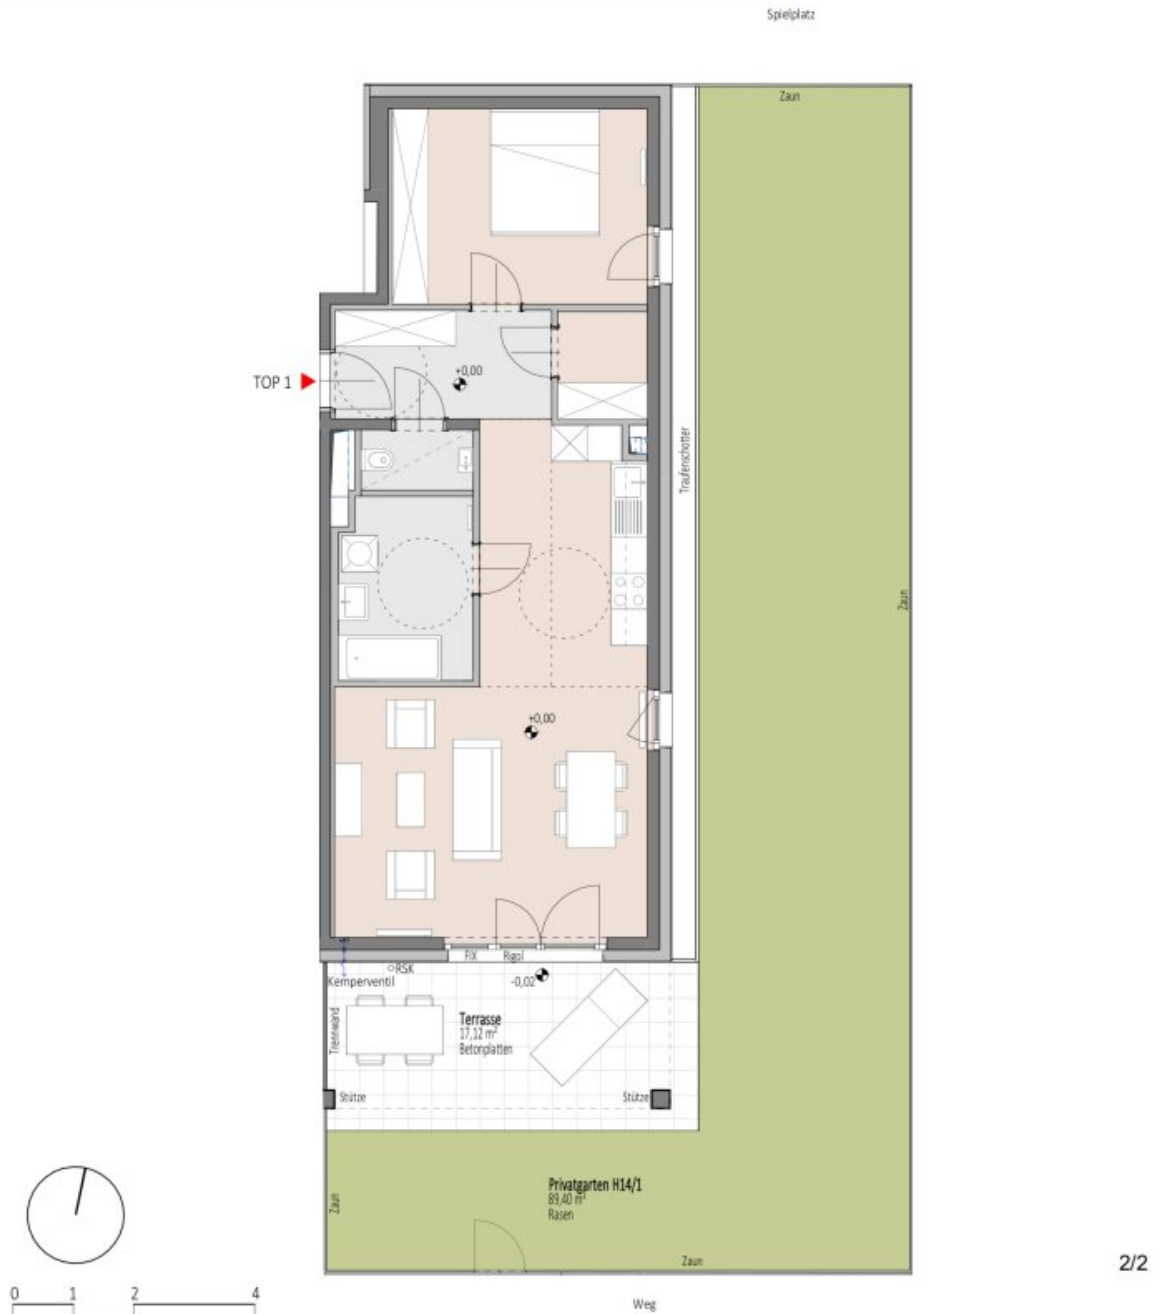 Spielplatz
Zaun
TOP 1
+0,00
Traufenschotter
Zaun
+0,00
FIX
Rigol
RSK
-0,02
Kemperventil
Trennwand
Terrasse
17,12 m²
Betonplatten
Stütze
Stütze
Privatgarten H14/1
89,40 m²
Rasen
Zaun
Zaun
2/2
0 1 2 4
Weg